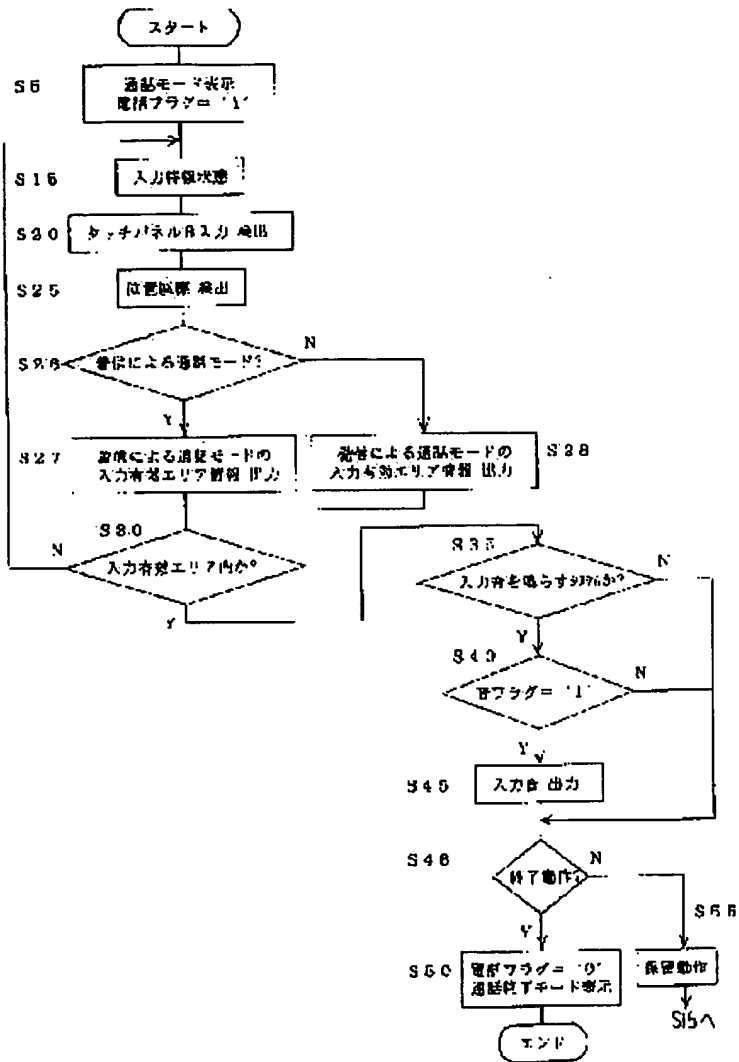 スタート
S5
通話モード表示
電話フラグ= '1'
S15
入力待機状態
S20
タッチパネル日入力 検出
S25
位置座標 検出
S26
着信による通話モード?
N
Y
S27
着信による通話モードの
入力有効エリア情報 出力
発信による通話モードの
入力有効エリア情報 出力
S28
S30
N
入力有効エリア内か?
Y
S35
入力音を鳴らす か?
N
Y
S40
音フラグ= '1'
N
Y
S45
入力音 出力
S46
終了動作?
N
Y
S55
S50
電話フラグ= '0'
通話終了モード表示
保留動作
S15へ
エンド